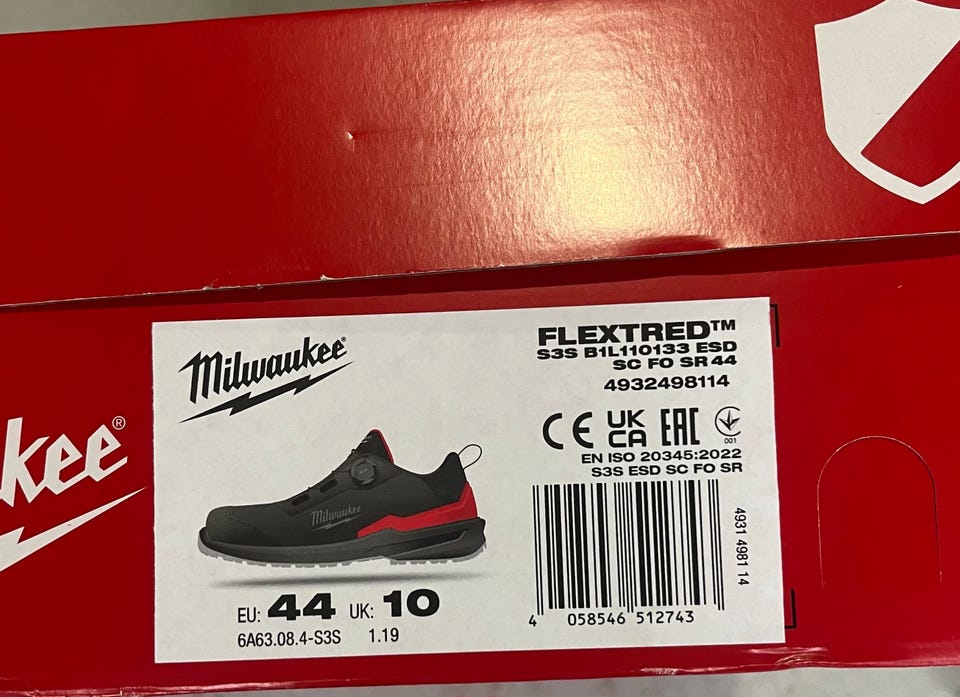 kee®
Milwaukee®
FLEXTRED™
S3S B1L110133 ESD
SC FO SR 44
4932498114
CE UK CA EAC
001
EN ISO 20345:2022
S3S ESD SC FO SR
Milwaukee
4931 4981 14
EU: 44 UK: 10
6A63.08.4-S3S 1.19
4 058546 512743